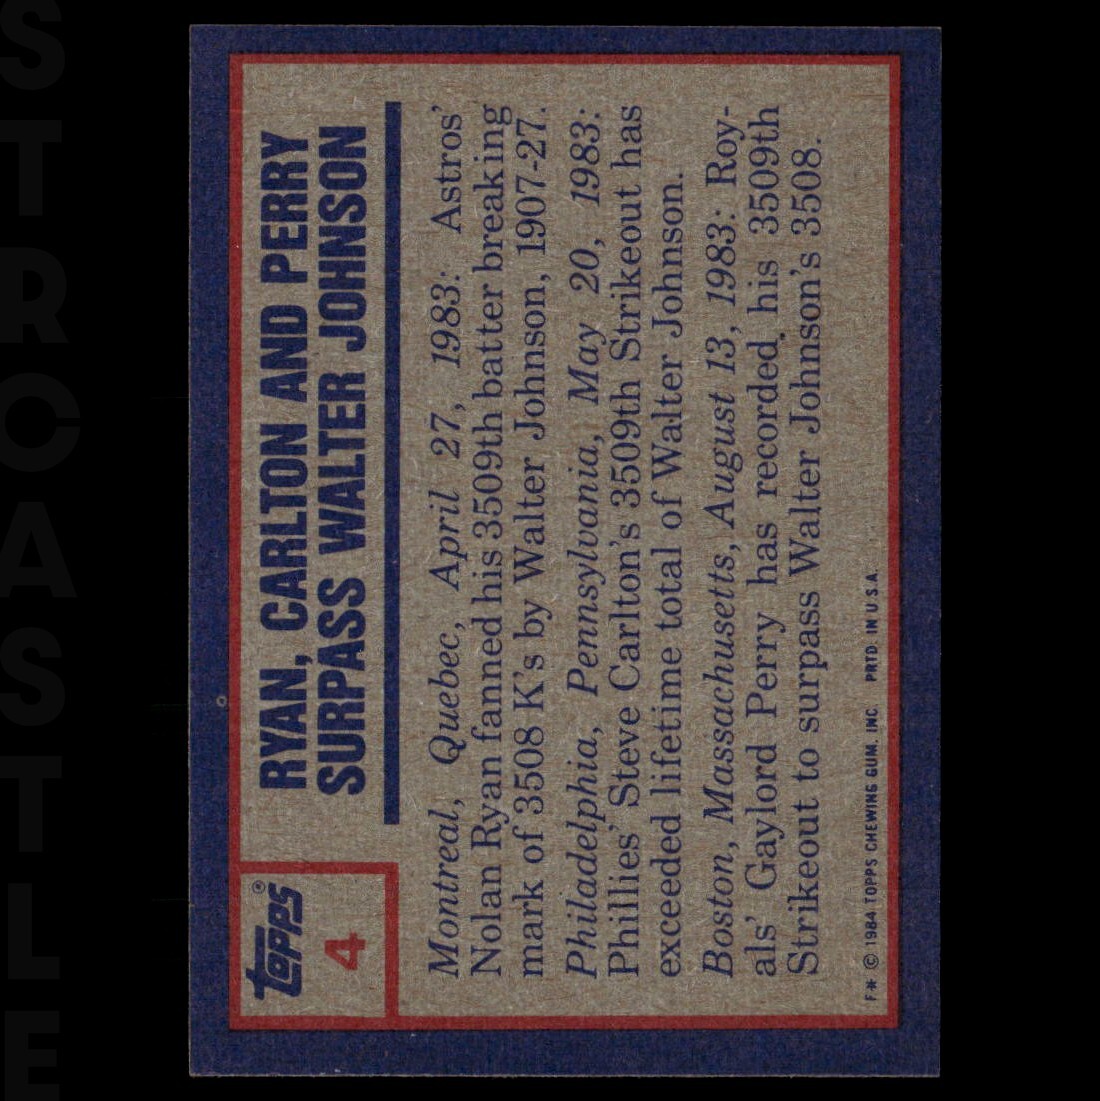 STRCASTLE
Topps®
4
RYAN, CARLTON AND PERRY
SURPASS WALTER JOHNSON
Montreal, Quebec, April 27, 1983: Astros'
Nolan Ryan fanned his 3509th batter breaking
mark of 3508 K's by Walter Johnson, 1907-27.
Philadelphia, Pennsylvania, May 20, 1983:
Phillies' Steve Carlton's 3509th Strikeout has
exceeded lifetime total of Walter Johnson.
Boston, Massachusetts, August 13, 1983: Roy-
als' Gaylord Perry has recorded his 3509th
Strikeout to surpass Walter Johnson's 3508.
F* © 1984 TOPPS CHEWING GUM, INC. PRTD. IN U.S.A.